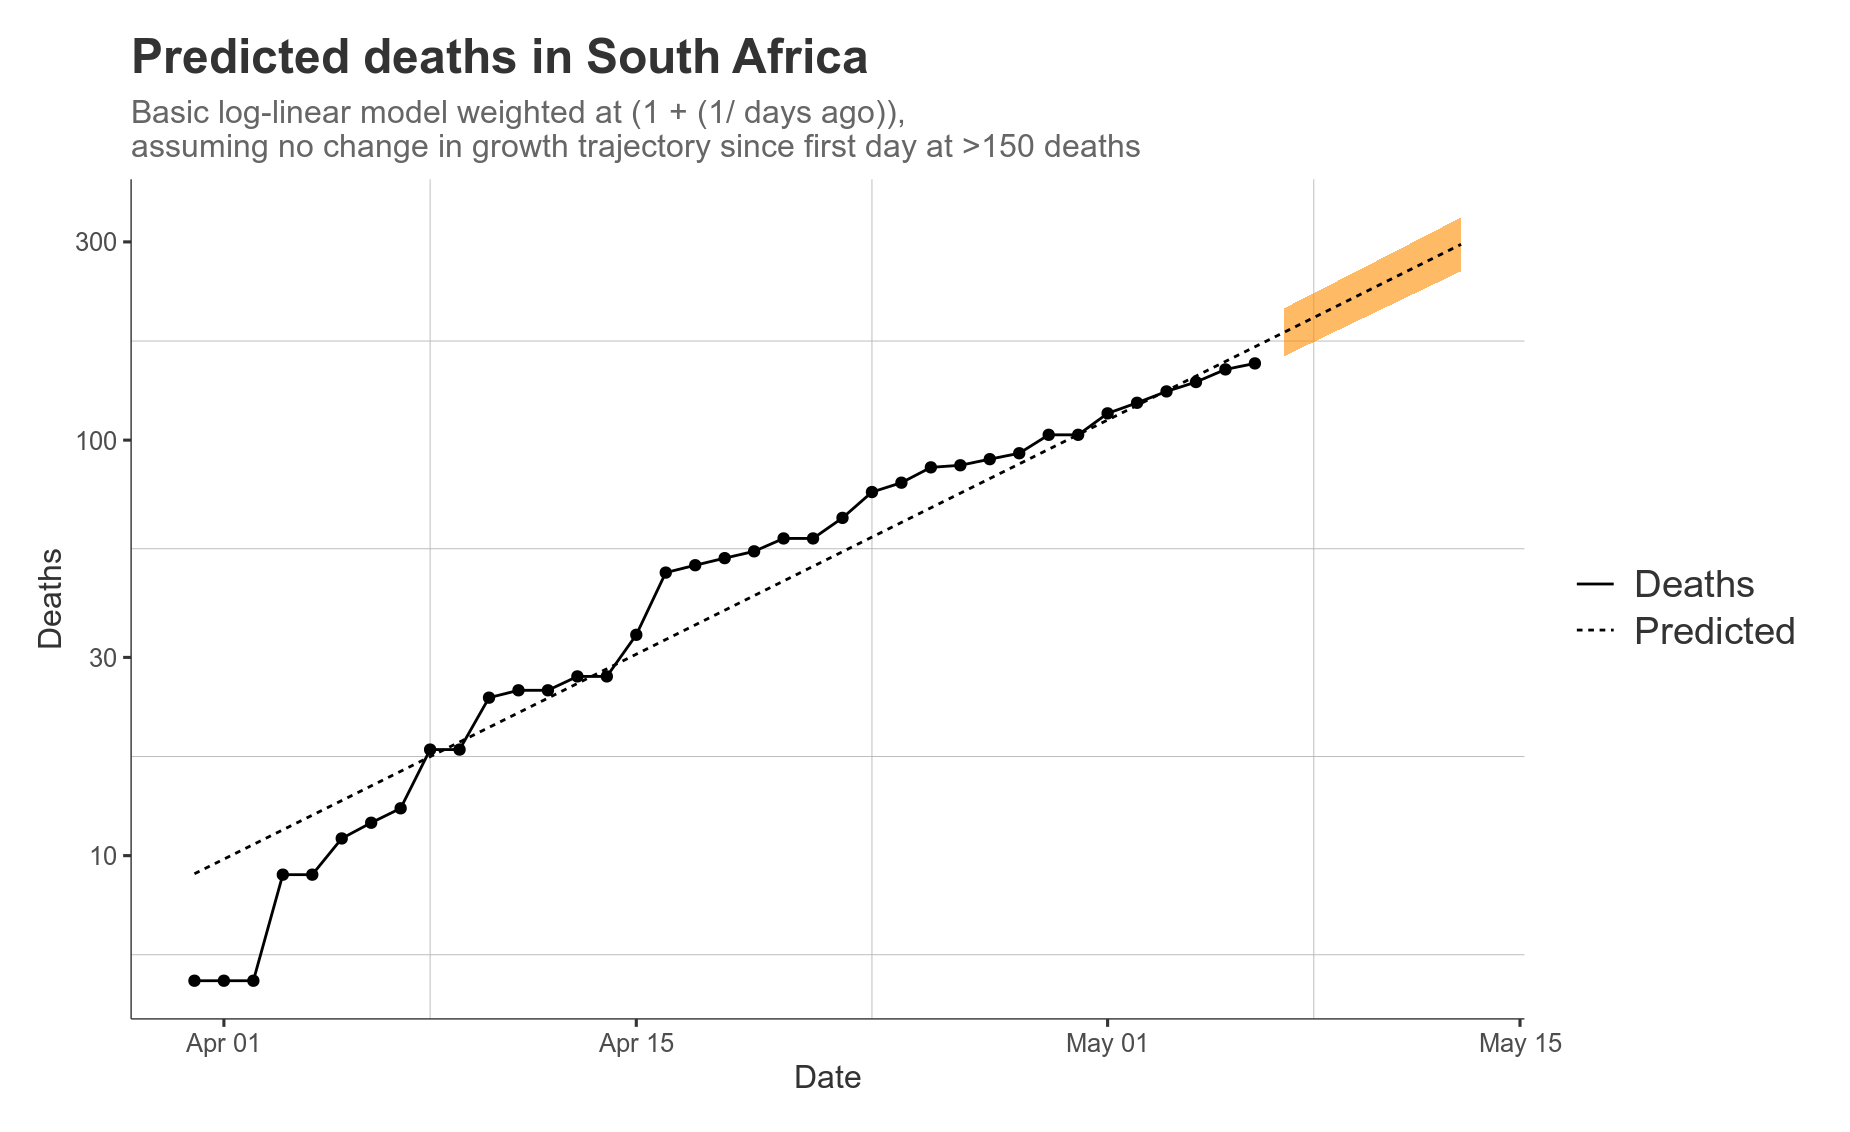 Predicted deaths in South Africa
Basic log-linear model weighted at (1 + (1/ days ago)),
assuming no change in growth trajectory since first day at >150 deaths
300
100
30
10
Deaths
Apr 01
Apr 15
May 01
May 15
Date
Deaths
Predicted